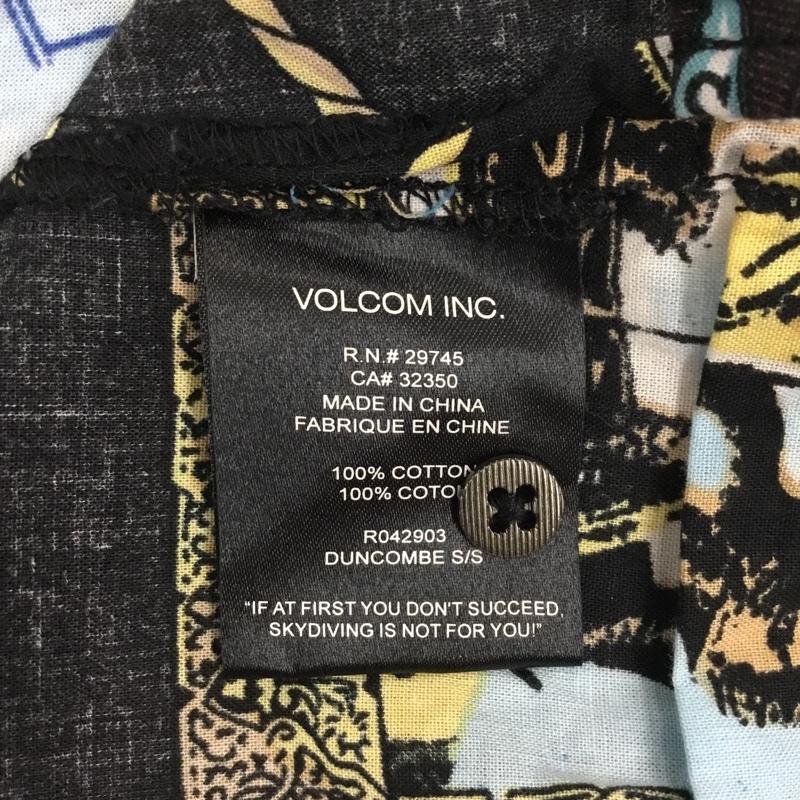 VOLCOM INC.
R.N.# 29745
CA# 32350
MADE IN CHINA
FABRIQUE EN CHINE
100% COTTON
100% COTON
R042903
DUNCOMBE S/S
"IF AT FIRST YOU DON'T SUCCEED,
SKYDIVING IS NOT FOR YOU!"